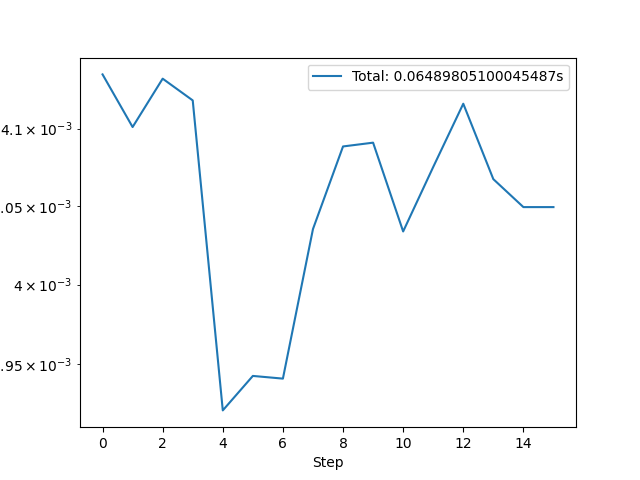 Total: 0.06489805100045487s
4.1 × 10⁻³
.05 × 10⁻³
4 × 10⁻³
.95 × 10⁻³
0 2 4 6 8 10 12 14
Step